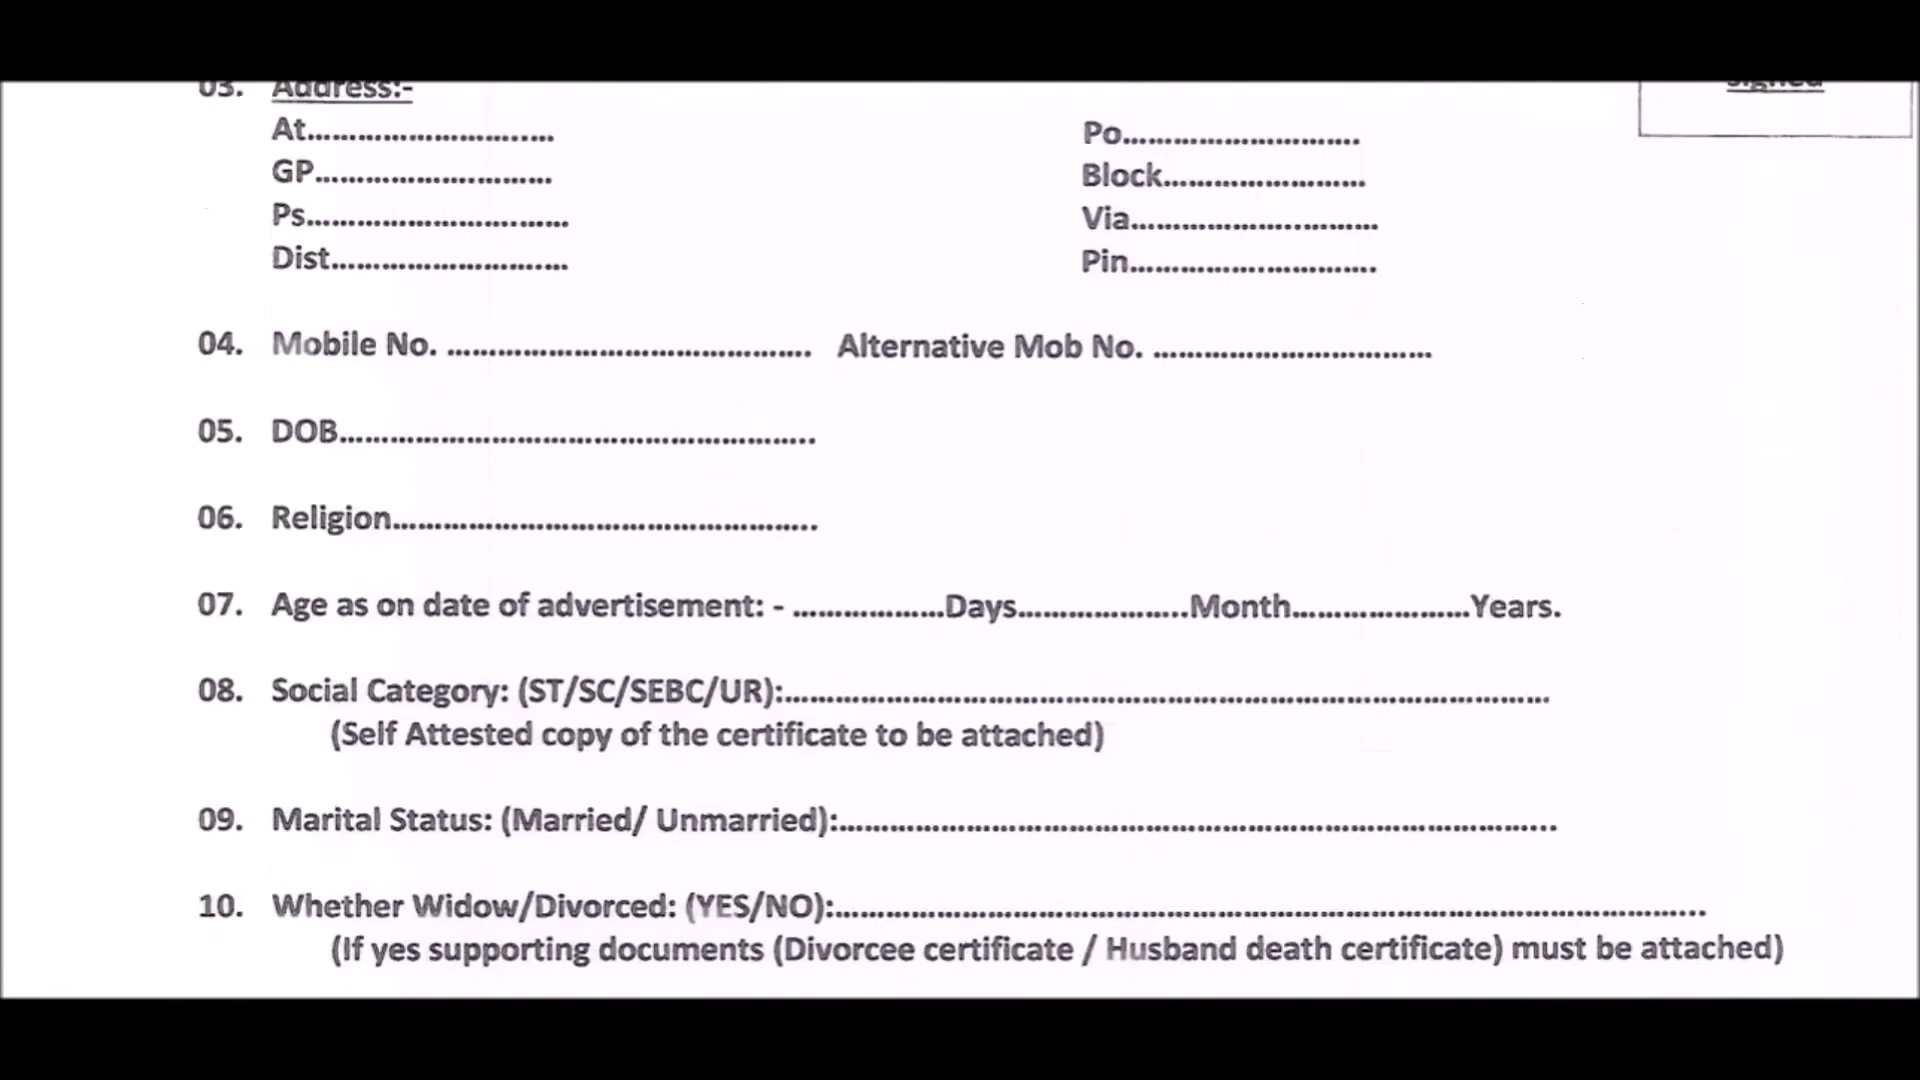 03. Address:-
signed
At...........................
Po...........................
GP...........................
Block.......................
Ps............................
Via...........................
Dist..........................
Pin...........................
04. Mobile No. .......................................... Alternative Mob No. ................................
05. DOB.......................................................
06. Religion.................................................
07. Age as on date of advertisement: - ..................Days....................Month....................Years.
08. Social Category: (ST/SC/SEBC/UR):.........................................................................................
(Self Attested copy of the certificate to be attached)
09. Marital Status: (Married/ Unmarried):....................................................................................
10. Whether Widow/Divorced: (YES/NO):.....................................................................................................
(If yes supporting documents (Divorcee certificate / Husband death certificate) must be attached)